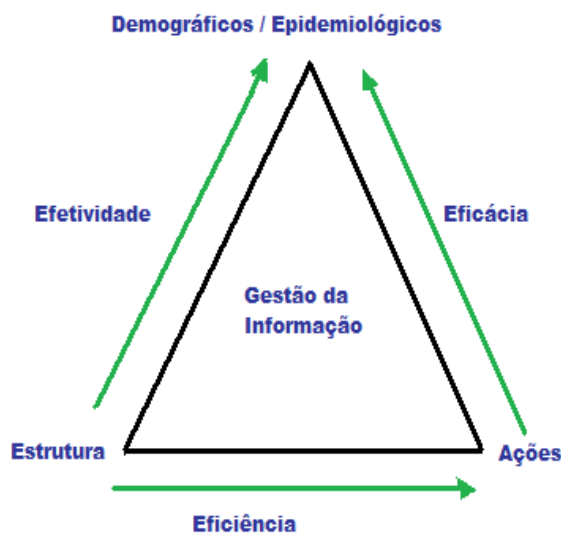 Demográficos / Epidemiológicos
Efetividade
Eficácia
Gestão da
Informação
Estrutura
Ações
Eficiência